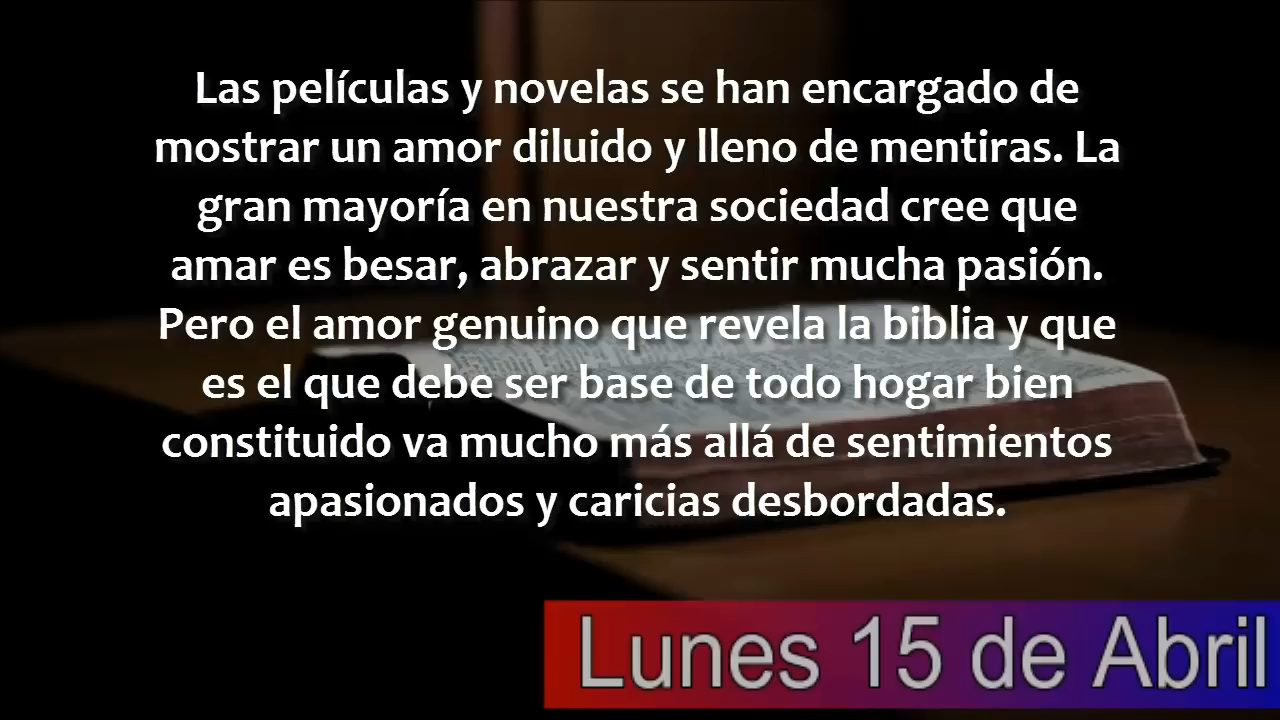 Las películas y novelas se han encargado de
mostrar un amor diluido y lleno de mentiras. La
gran mayoría en nuestra sociedad cree que
amar es besar, abrazar y sentir mucha pasión.
Pero el amor genuino que revela la biblia y que
es el que debe ser base de todo hogar bien
constituido va mucho más allá de sentimientos
apasionados y caricias desbordadas.
Lunes 15 de Abril